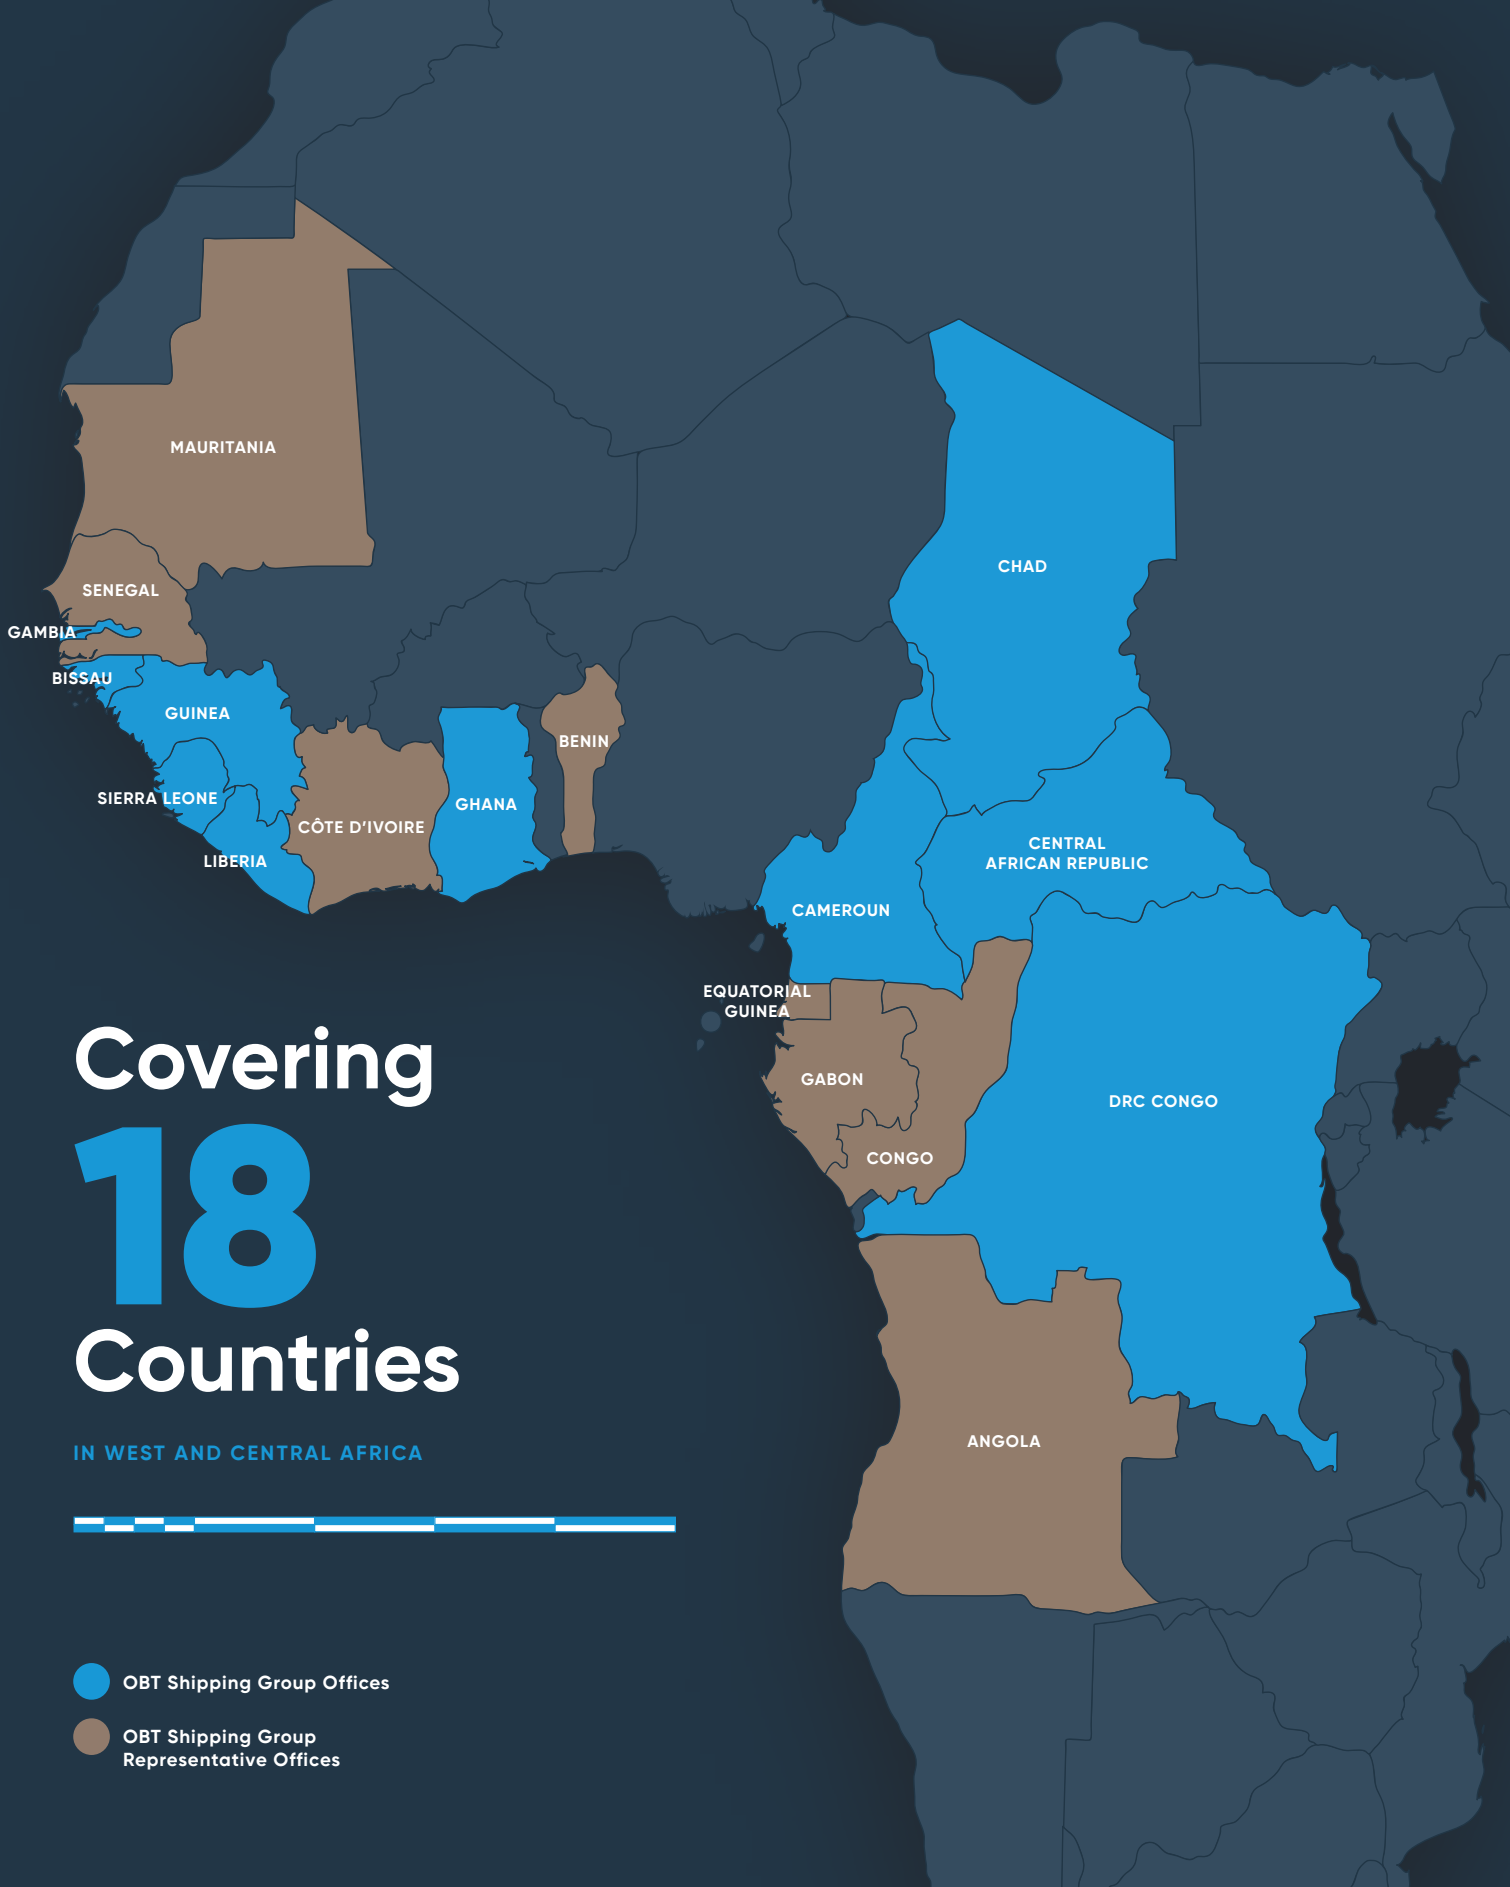 MAURITANIA
SENEGAL
GAMBIA
BISSAU
GUINEA
SIERRA LEONE
LIBERIA
CÔTE D'IVOIRE
GHANA
BENIN
CHAD
CENTRAL
AFRICAN REPUBLIC
CAMEROUN
EQUATORIAL
GUINEA
GABON
CONGO
DRC CONGO
ANGOLA
Covering
18
Countries
IN WEST AND CENTRAL AFRICA
OBT Shipping Group Offices
OBT Shipping Group
Representative Offices